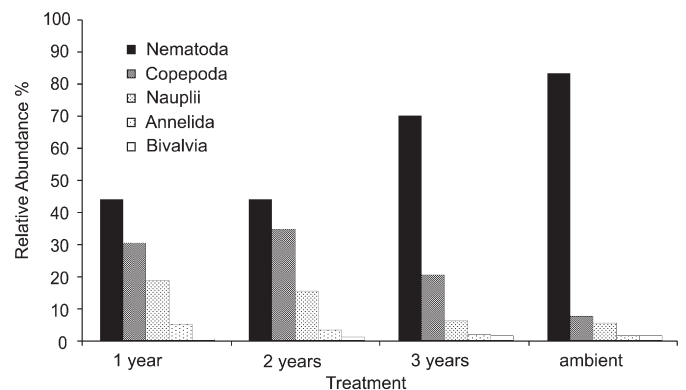 100
90
80
70
60
50
40
30
20
10
0
Relative Abundance %
Nematoda
Copepoda
Nauplii
Annelida
Bivalvia
1 year
2 years
3 years
ambient
Treatment